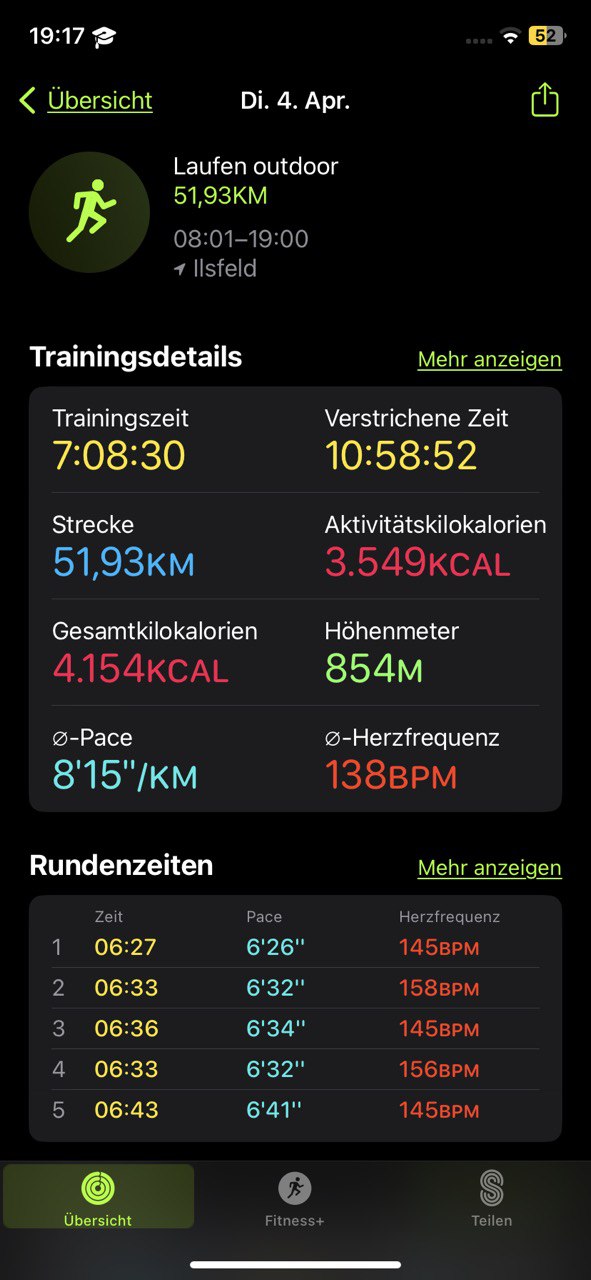 19:17
52
Übersicht
Di. 4. Apr.
Laufen outdoor
51,93KM
08:01–19:00
Ilsfeld
Trainingsdetails
Mehr anzeigen
Trainingszeit
Verstrichene Zeit
7:08:30
10:58:52
Strecke
Aktivitätskilokalorien
51,93KM
3.549KCAL
Gesamtkilokalorien
Höhenmeter
4.154KCAL
854M
∅-Pace
∅-Herzfrequenz
8'15"/KM
138BPM
Rundenzeiten
Mehr anzeigen
Zeit Pace Herzfrequenz
1 06:27 6'26'' 145BPM
2 06:33 6'32'' 158BPM
3 06:36 6'34'' 145BPM
4 06:33 6'32'' 156BPM
5 06:43 6'41'' 145BPM
Übersicht
Fitness+
Teilen